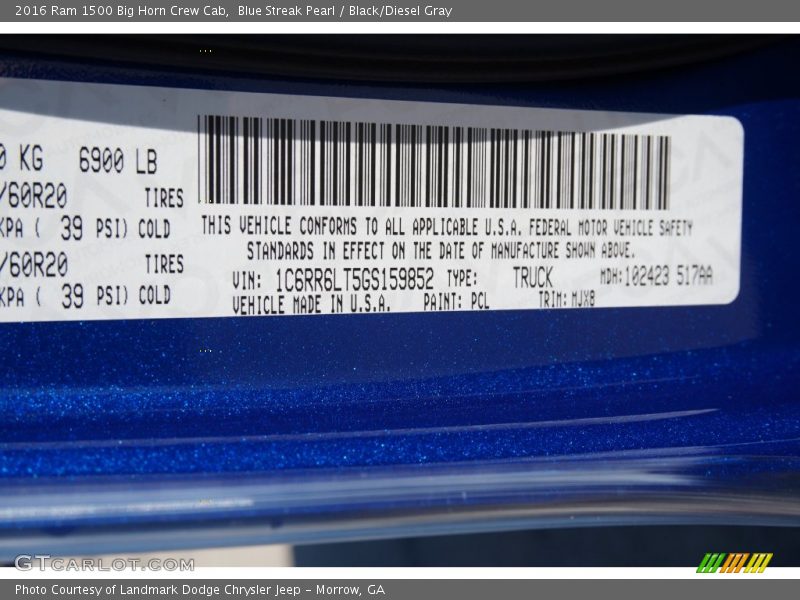 2016 Ram 1500 Big Horn Crew Cab,  Blue Streak Pearl / Black/Diesel Gray
0 KG 6900 LB
/60R20 TIRES
KPA ( 39 PSI) COLD
/60R20 TIRES
KPA ( 39 PSI) COLD
THIS VEHICLE CONFORMS TO ALL APPLICABLE U.S.A. FEDERAL MOTOR VEHICLE SAFETY
STANDARDS IN EFFECT ON THE DATE OF MANUFACTURE SHOWN ABOVE.
VIN: 1C6RR6LT5GS159852 TYPE: TRUCK MDH:102423 517AA
VEHICLE MADE IN U.S.A. PAINT: PCL TRIM: MJX8
GTCARLOT.COM
Photo Courtesy of Landmark Dodge Chrysler Jeep – Morrow, GA